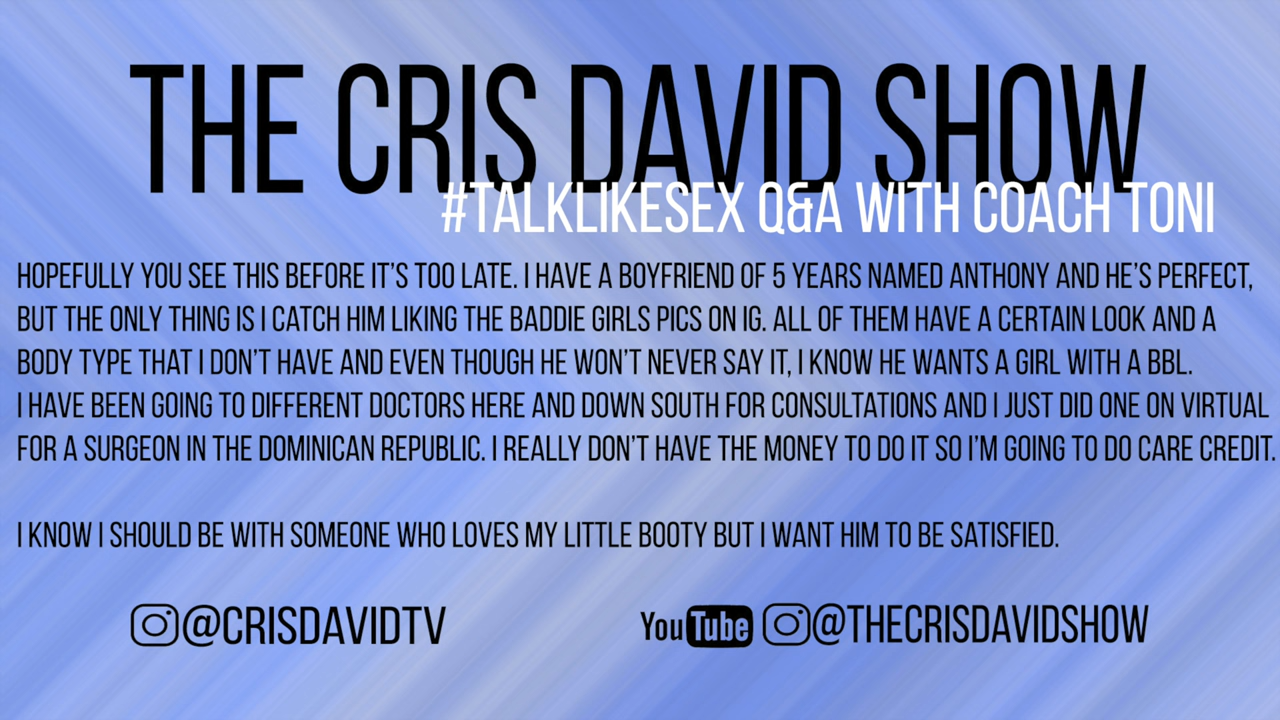 THE CRIS DAVID SHOW
#TALKLIKESEX Q&A WITH COACH TONI
HOPEFULLY YOU SEE THIS BEFORE IT'S TOO LATE. I HAVE A BOYFRIEND OF 5 YEARS NAMED ANTHONY AND HE'S PERFECT,
BUT THE ONLY THING IS I CATCH HIM LIKING THE BADDIE GIRLS PICS ON IG. ALL OF THEM HAVE A CERTAIN LOOK AND A
BODY TYPE THAT I DON'T HAVE AND EVEN THOUGH HE WON'T NEVER SAY IT, I KNOW HE WANTS A GIRL WITH A BBL.
I HAVE BEEN GOING TO DIFFERENT DOCTORS HERE AND DOWN SOUTH FOR CONSULTATIONS AND I JUST DID ONE ON VIRTUAL
FOR A SURGEON IN THE DOMINICAN REPUBLIC. I REALLY DON'T HAVE THE MONEY TO DO IT SO I'M GOING TO DO CARE CREDIT.
I KNOW I SHOULD BE WITH SOMEONE WHO LOVES MY LITTLE BOOTY BUT I WANT HIM TO BE SATISFIED.
@CRISDAVIDTV
YouTube @THECRISDAVIDSHOW